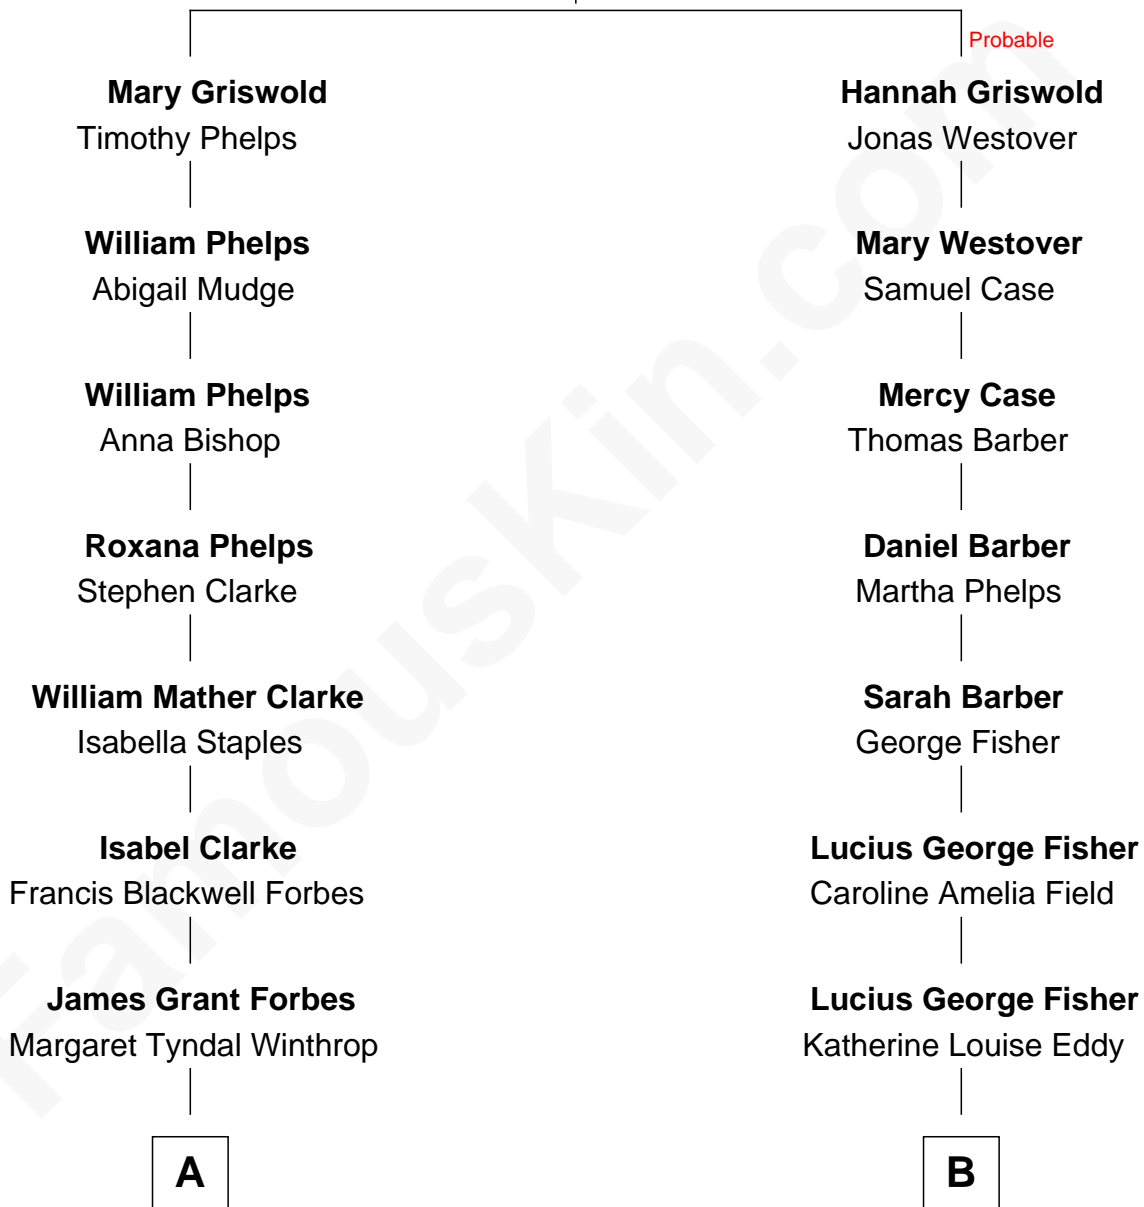 Probable
Mary Griswold
Timothy Phelps
Hannah Griswold
Jonas Westover
William Phelps
Abigail Mudge
Mary Westover
Samuel Case
William Phelps
Anna Bishop
Mercy Case
Thomas Barber
Roxana Phelps
Stephen Clarke
Daniel Barber
Martha Phelps
William Mather Clarke
Isabella Staples
Sarah Barber
George Fisher
Isabel Clarke
Francis Blackwell Forbes
Lucius George Fisher
Caroline Amelia Field
James Grant Forbes
Margaret Tyndal Winthrop
Lucius George Fisher
Katherine Louise Eddy
A
B
FamousKin.com